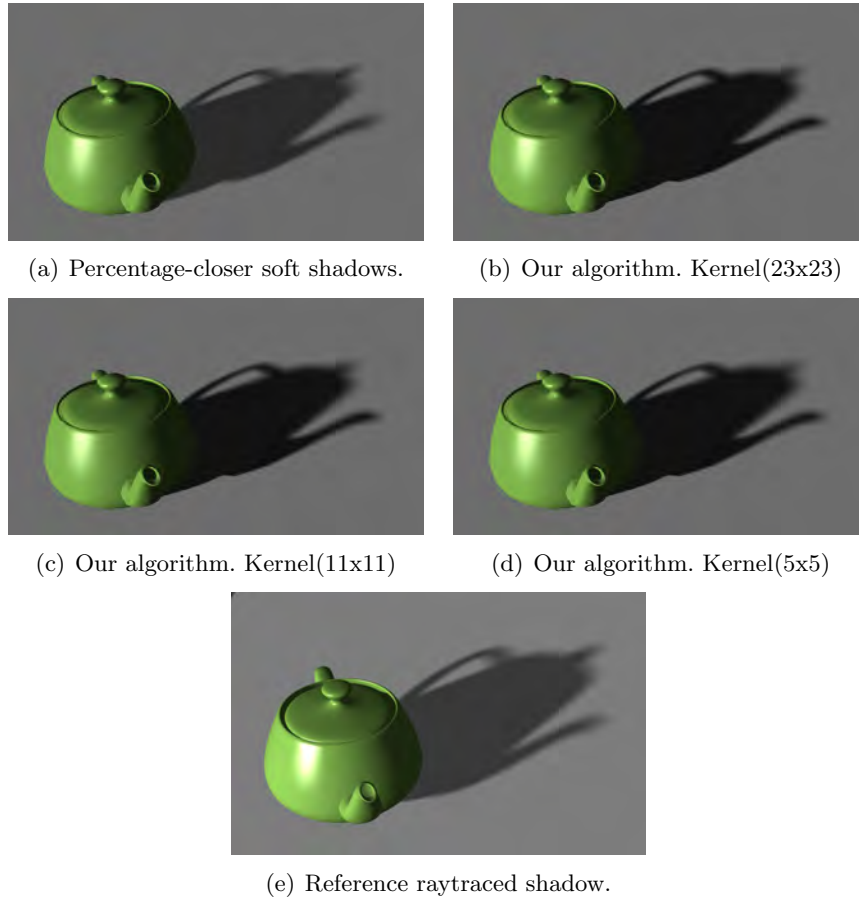 (a) Percentage-closer soft shadows.
(b) Our algorithm. Kernel(23x23)
(c) Our algorithm. Kernel(11x11)
(d) Our algorithm. Kernel(5x5)
(e) Reference raytraced shadow.